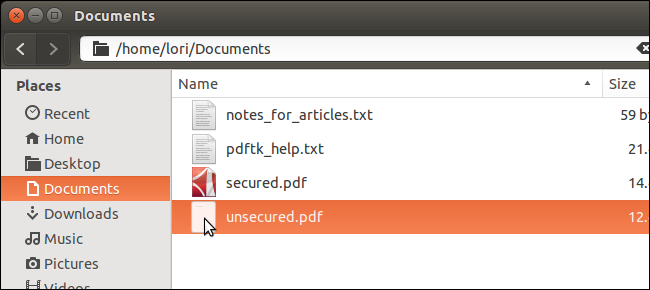 Documents
/home/lori/Documents
Places
Recent
Home
Desktop
Documents
Downloads
Music
Pictures
Videos
Name Size
notes_for_articles.txt 59 by
pdftk_help.txt 21.
secured.pdf 14.
unsecured.pdf 12.